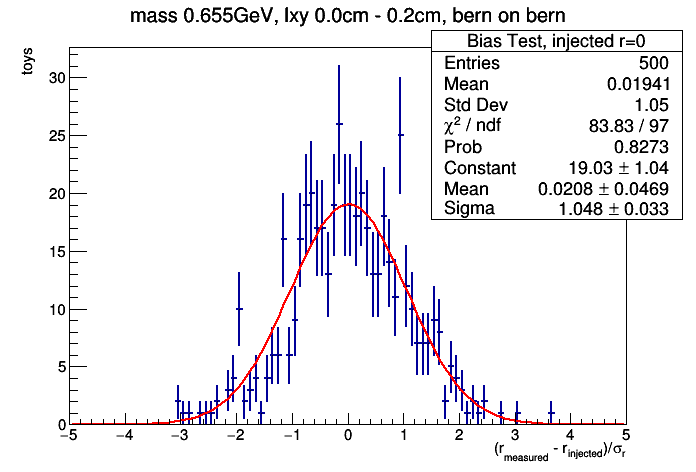 mass 0.655GeV, lxy 0.0cm - 0.2cm, bern on bern
toys
Bias Test, injected r=0
Entries 500
Mean 0.01941
Std Dev 1.05
χ² / ndf 83.83 / 97
Prob 0.8273
Constant 19.03 ± 1.04
Mean 0.0208 ± 0.0469
Sigma 1.048 ± 0.033
30
25
20
15
10
5
0
−5 −4 −3 −2 −1 0 1 2 3 4 5
(r_measured - r_injected)/σ_r